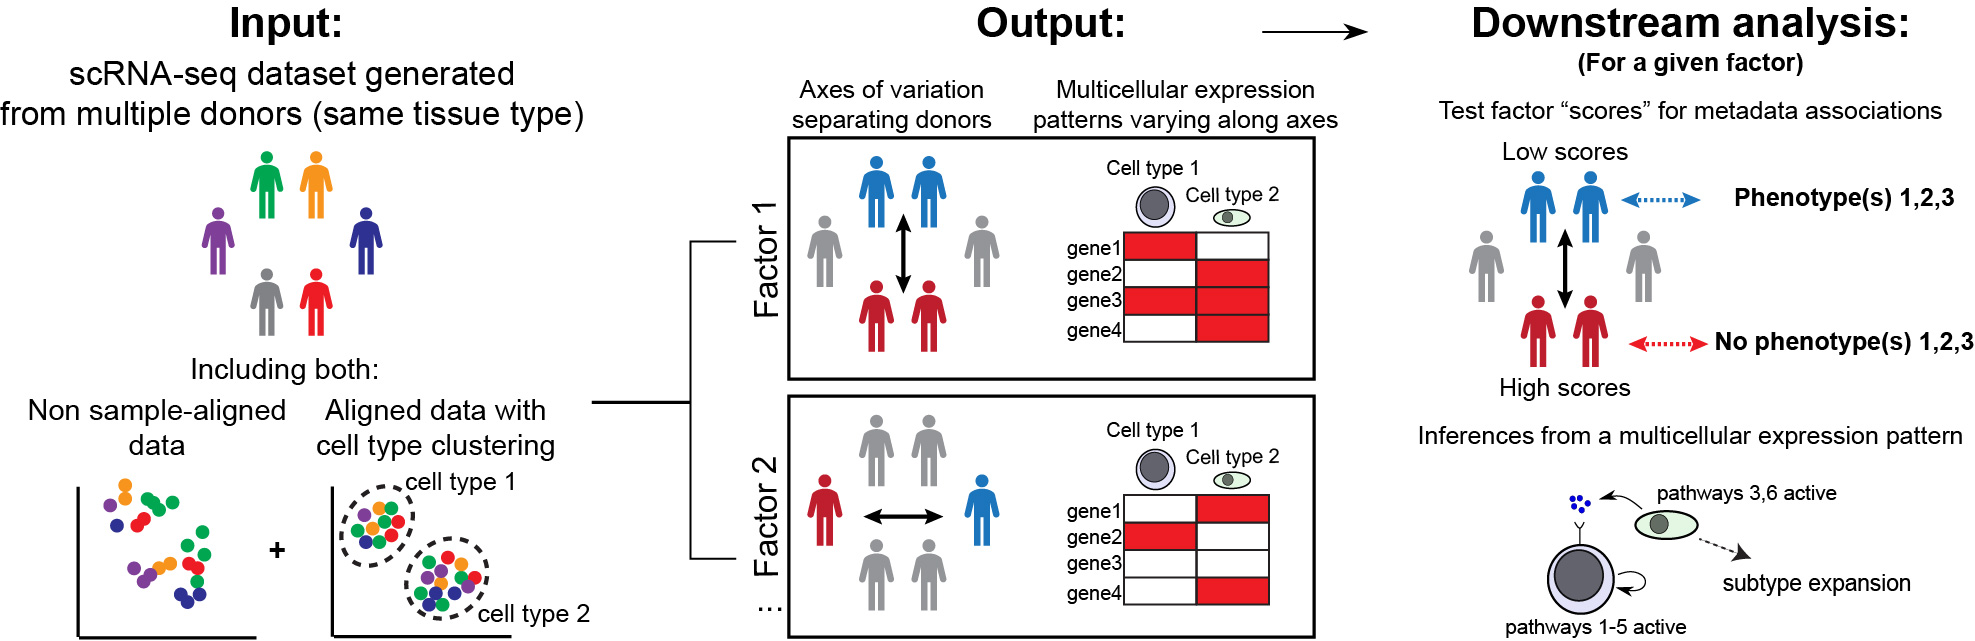 Input:
scRNA-seq dataset generated
from multiple donors (same tissue type)
Including both:
Non sample-aligned
data
Aligned data with
cell type clustering
cell type 1
+
cell type 2
Output:
Axes of variation
separating donors
Multicellular expression
patterns varying along axes
Factor 1
Cell type 1
Cell type 2
gene1
gene2
gene3
gene4
Factor 2
...
Cell type 1
Cell type 2
gene1
gene2
gene3
gene4
Downstream analysis:
(For a given factor)
Test factor “scores” for metadata associations
Low scores
Phenotype(s) 1,2,3
No phenotype(s) 1,2,3
High scores
Inferences from a multicellular expression pattern
pathways 3,6 active
subtype expansion
pathways 1-5 active